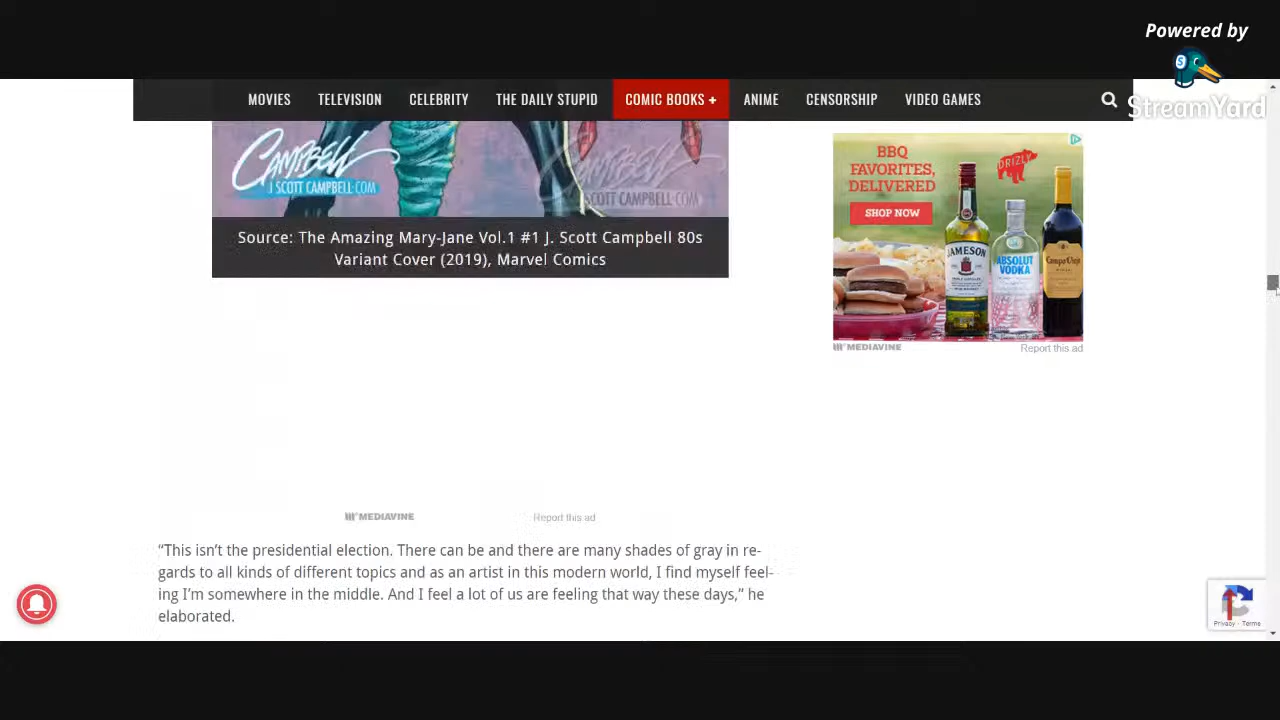 Powered by
StreamYard
MOVIES TELEVISION CELEBRITY THE DAILY STUPID COMIC BOOKS + ANIME CENSORSHIP VIDEO GAMES
CAMPBELL
J SCOTT CAMPBELL·COM
SCOTT CAMPBELL·COM
Source: The Amazing Mary-Jane Vol.1 #1 J. Scott Campbell 80s
Variant Cover (2019), Marvel Comics
BBQ
FAVORITES,
DELIVERED
SHOP NOW
DRIZLY
JAMESON
ABSOLUT
VODKA
Campo Viejo
MEDIAVINE
Report this ad
MEDIAVINE
Report this ad
“This isn’t the presidential election. There can be and there are many shades of gray in re-
gards to all kinds of different topics and as an artist in this modern world, I find myself feel-
ing I’m somewhere in the middle. And I feel a lot of us are feeling that way these days,” he
elaborated.
Privacy - Terms